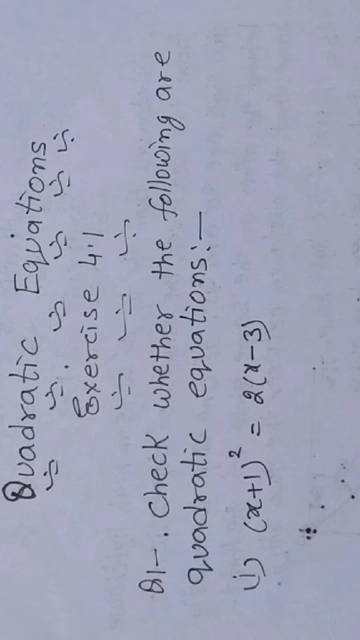 Quadratic Equations
Exercise 4.1
Q1-. Check whether the following are
quadratic equations:-
i) (x+1)² = 2(x-3)